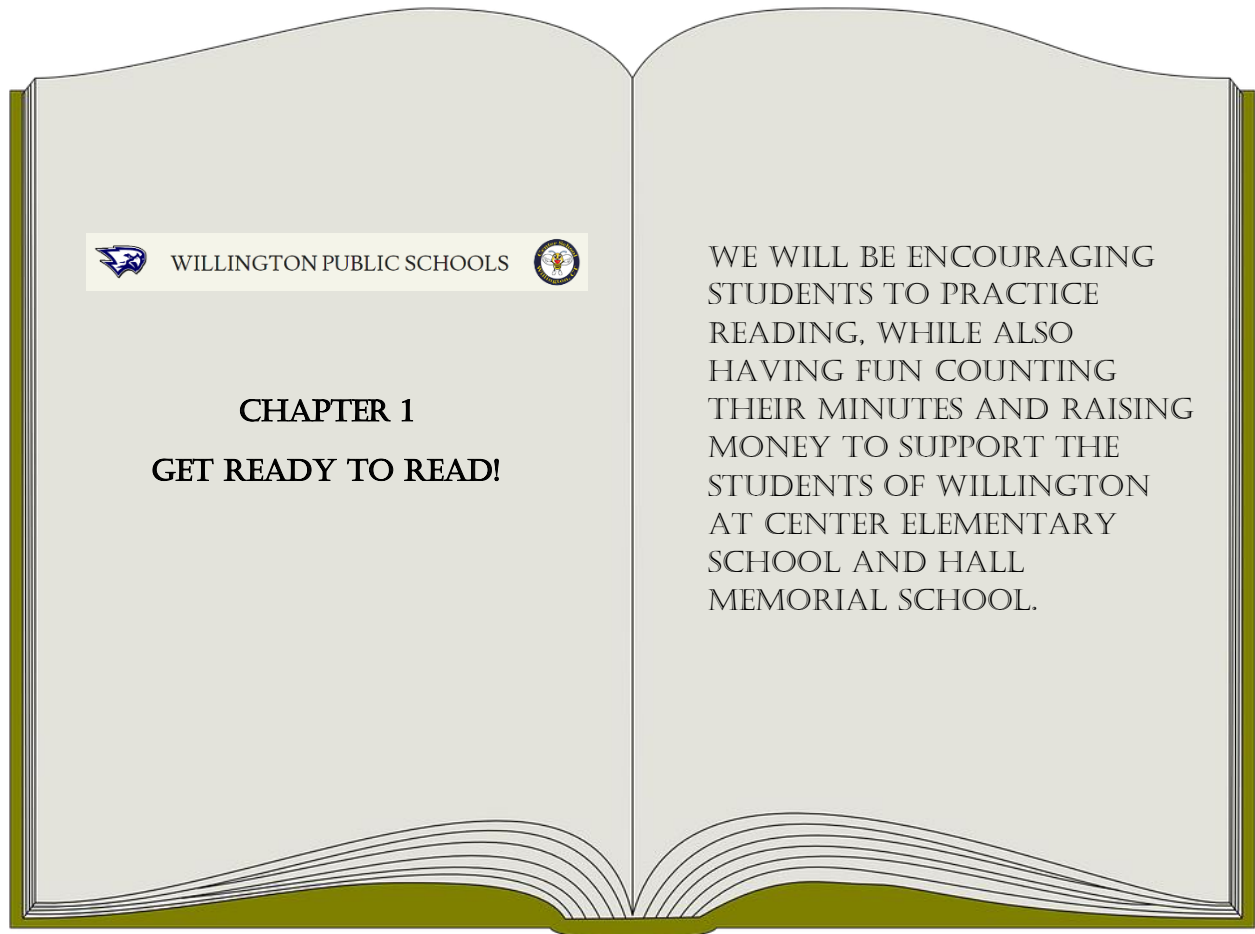 WILLINGTON PUBLIC SCHOOLS
CHAPTER 1
GET READY TO READ!
WE WILL BE ENCOURAGING
STUDENTS TO PRACTICE
READING, WHILE ALSO
HAVING FUN COUNTING
THEIR MINUTES AND RAISING
MONEY TO SUPPORT THE
STUDENTS OF WILLINGTON
AT CENTER ELEMENTARY
SCHOOL AND HALL
MEMORIAL SCHOOL.